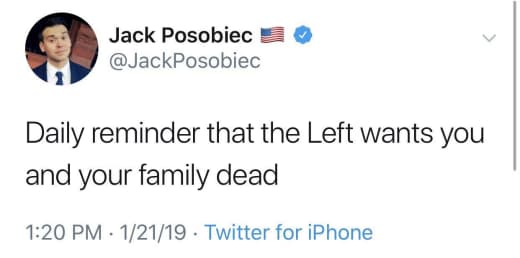 Jack Posobiec 🇺🇸
@JackPosobiec
Daily reminder that the Left wants you
and your family dead
1:20 PM · 1/21/19 · Twitter for iPhone